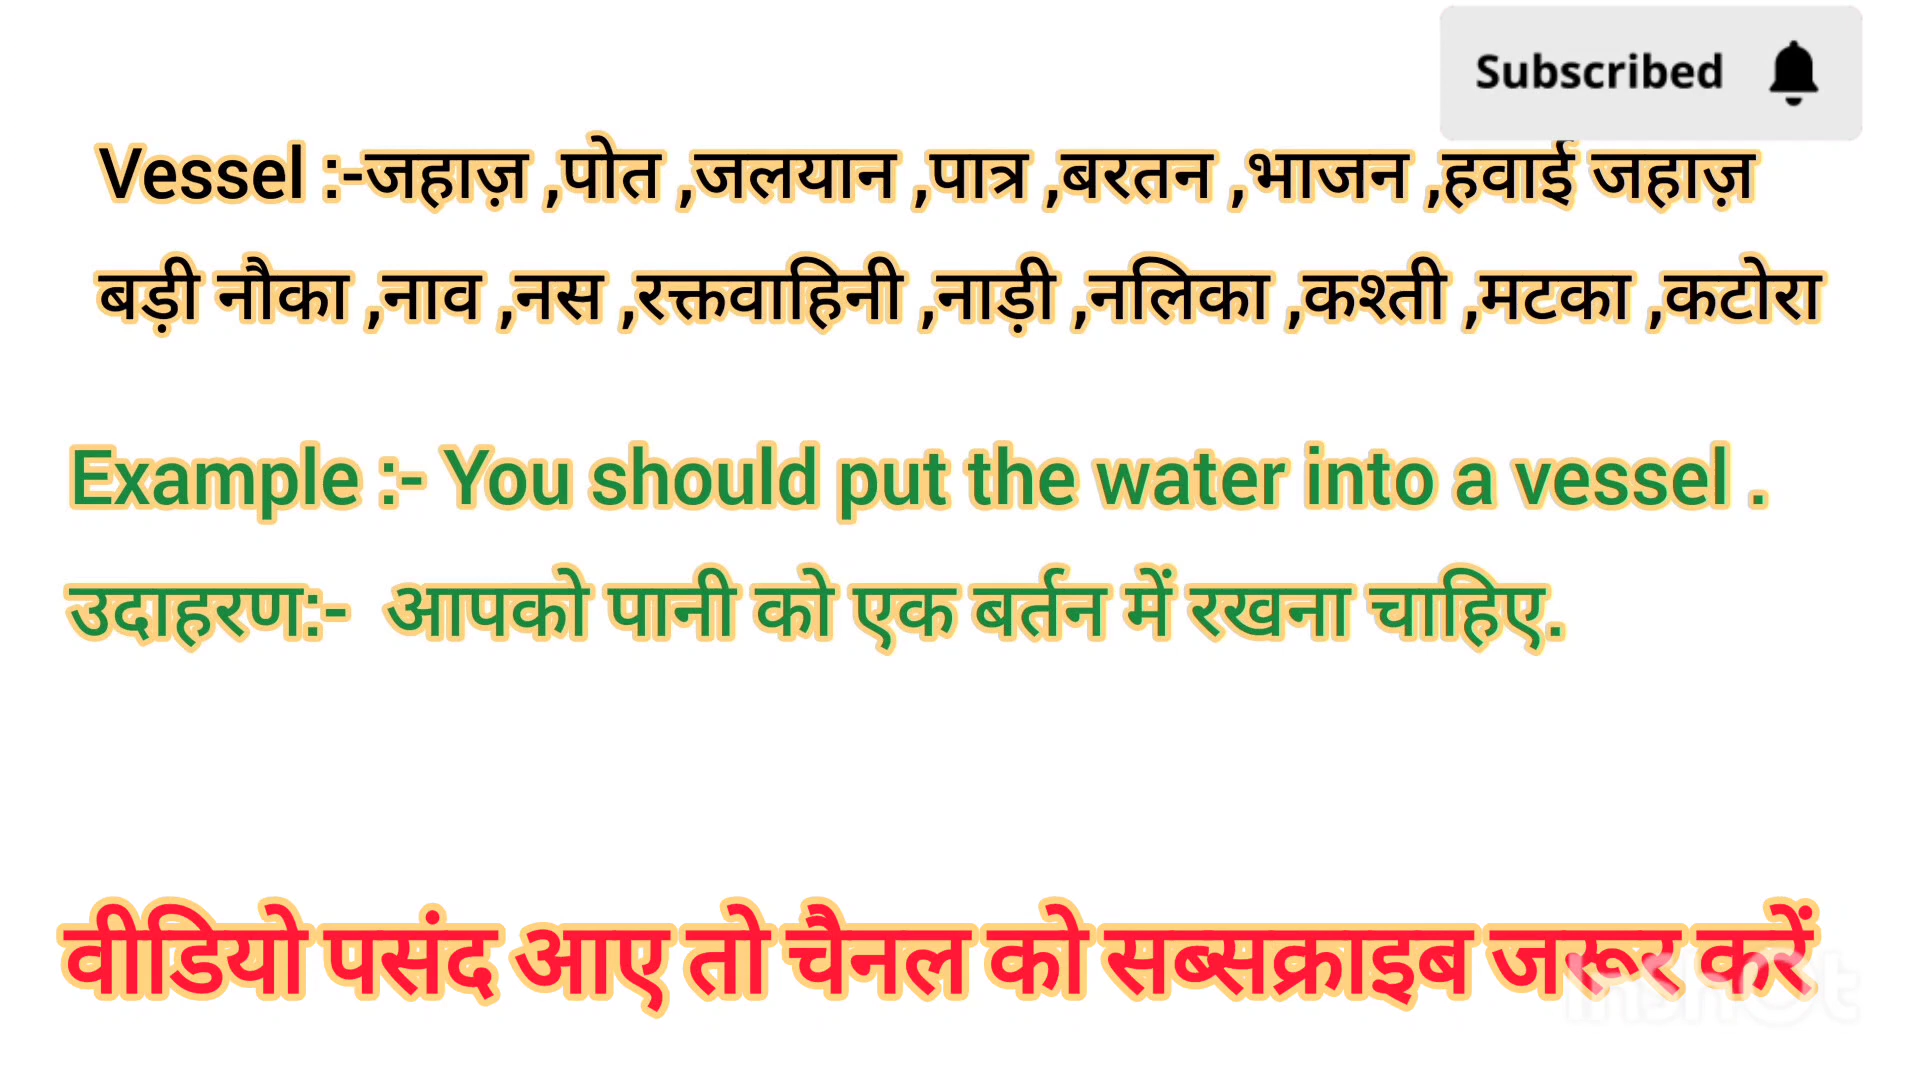 Subscribed
Vessel :-जहाज़ ,पोत ,जलयान ,पात्र ,बरतन ,भाजन ,हवाई जहाज़
बड़ी नौका ,नाव ,नस ,रक्तवाहिनी ,नाड़ी ,नलिका ,कश्ती ,मटका ,कटोरा
Example :- You should put the water into a vessel .
उदाहरण:- आपको पानी को एक बर्तन में रखना चाहिए.
वीडियो पसंद आए तो चैनल को सब्सक्राइब जरूर करें
InShOt